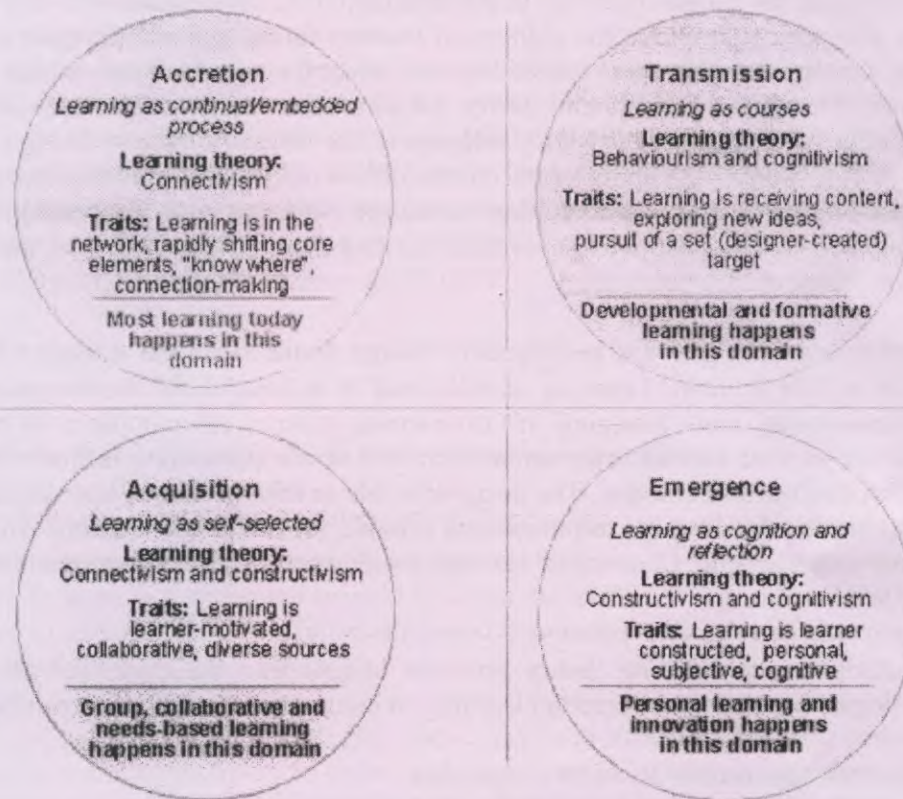 Accretion
Learning as continual/embedded
process
Learning theory:
Connectivism
Traits: Learning is in the
network, rapidly shifting core
elements, "know where",
connection-making
Most learning today
happens in this
domain
Transmission
Learning as courses
Learning theory:
Behaviourism and cognitivism
Traits: Learning is receiving content,
exploring new ideas,
pursuit of a set (designer-created)
target
Developmental and formative
learning happens
in this domain
Acquisition
Learning as self-selected
Learning theory:
Connectivism and constructivism
Traits: Learning is
learner-motivated,
collaborative, diverse sources
Group, collaborative and
needs-based learning
happens in this domain
Emergence
Learning as cognition and
reflection
Learning theory:
Constructivism and cognitivism
Traits: Learning is learner
constructed, personal,
subjective, cognitive
Personal learning and
innovation happens
in this domain